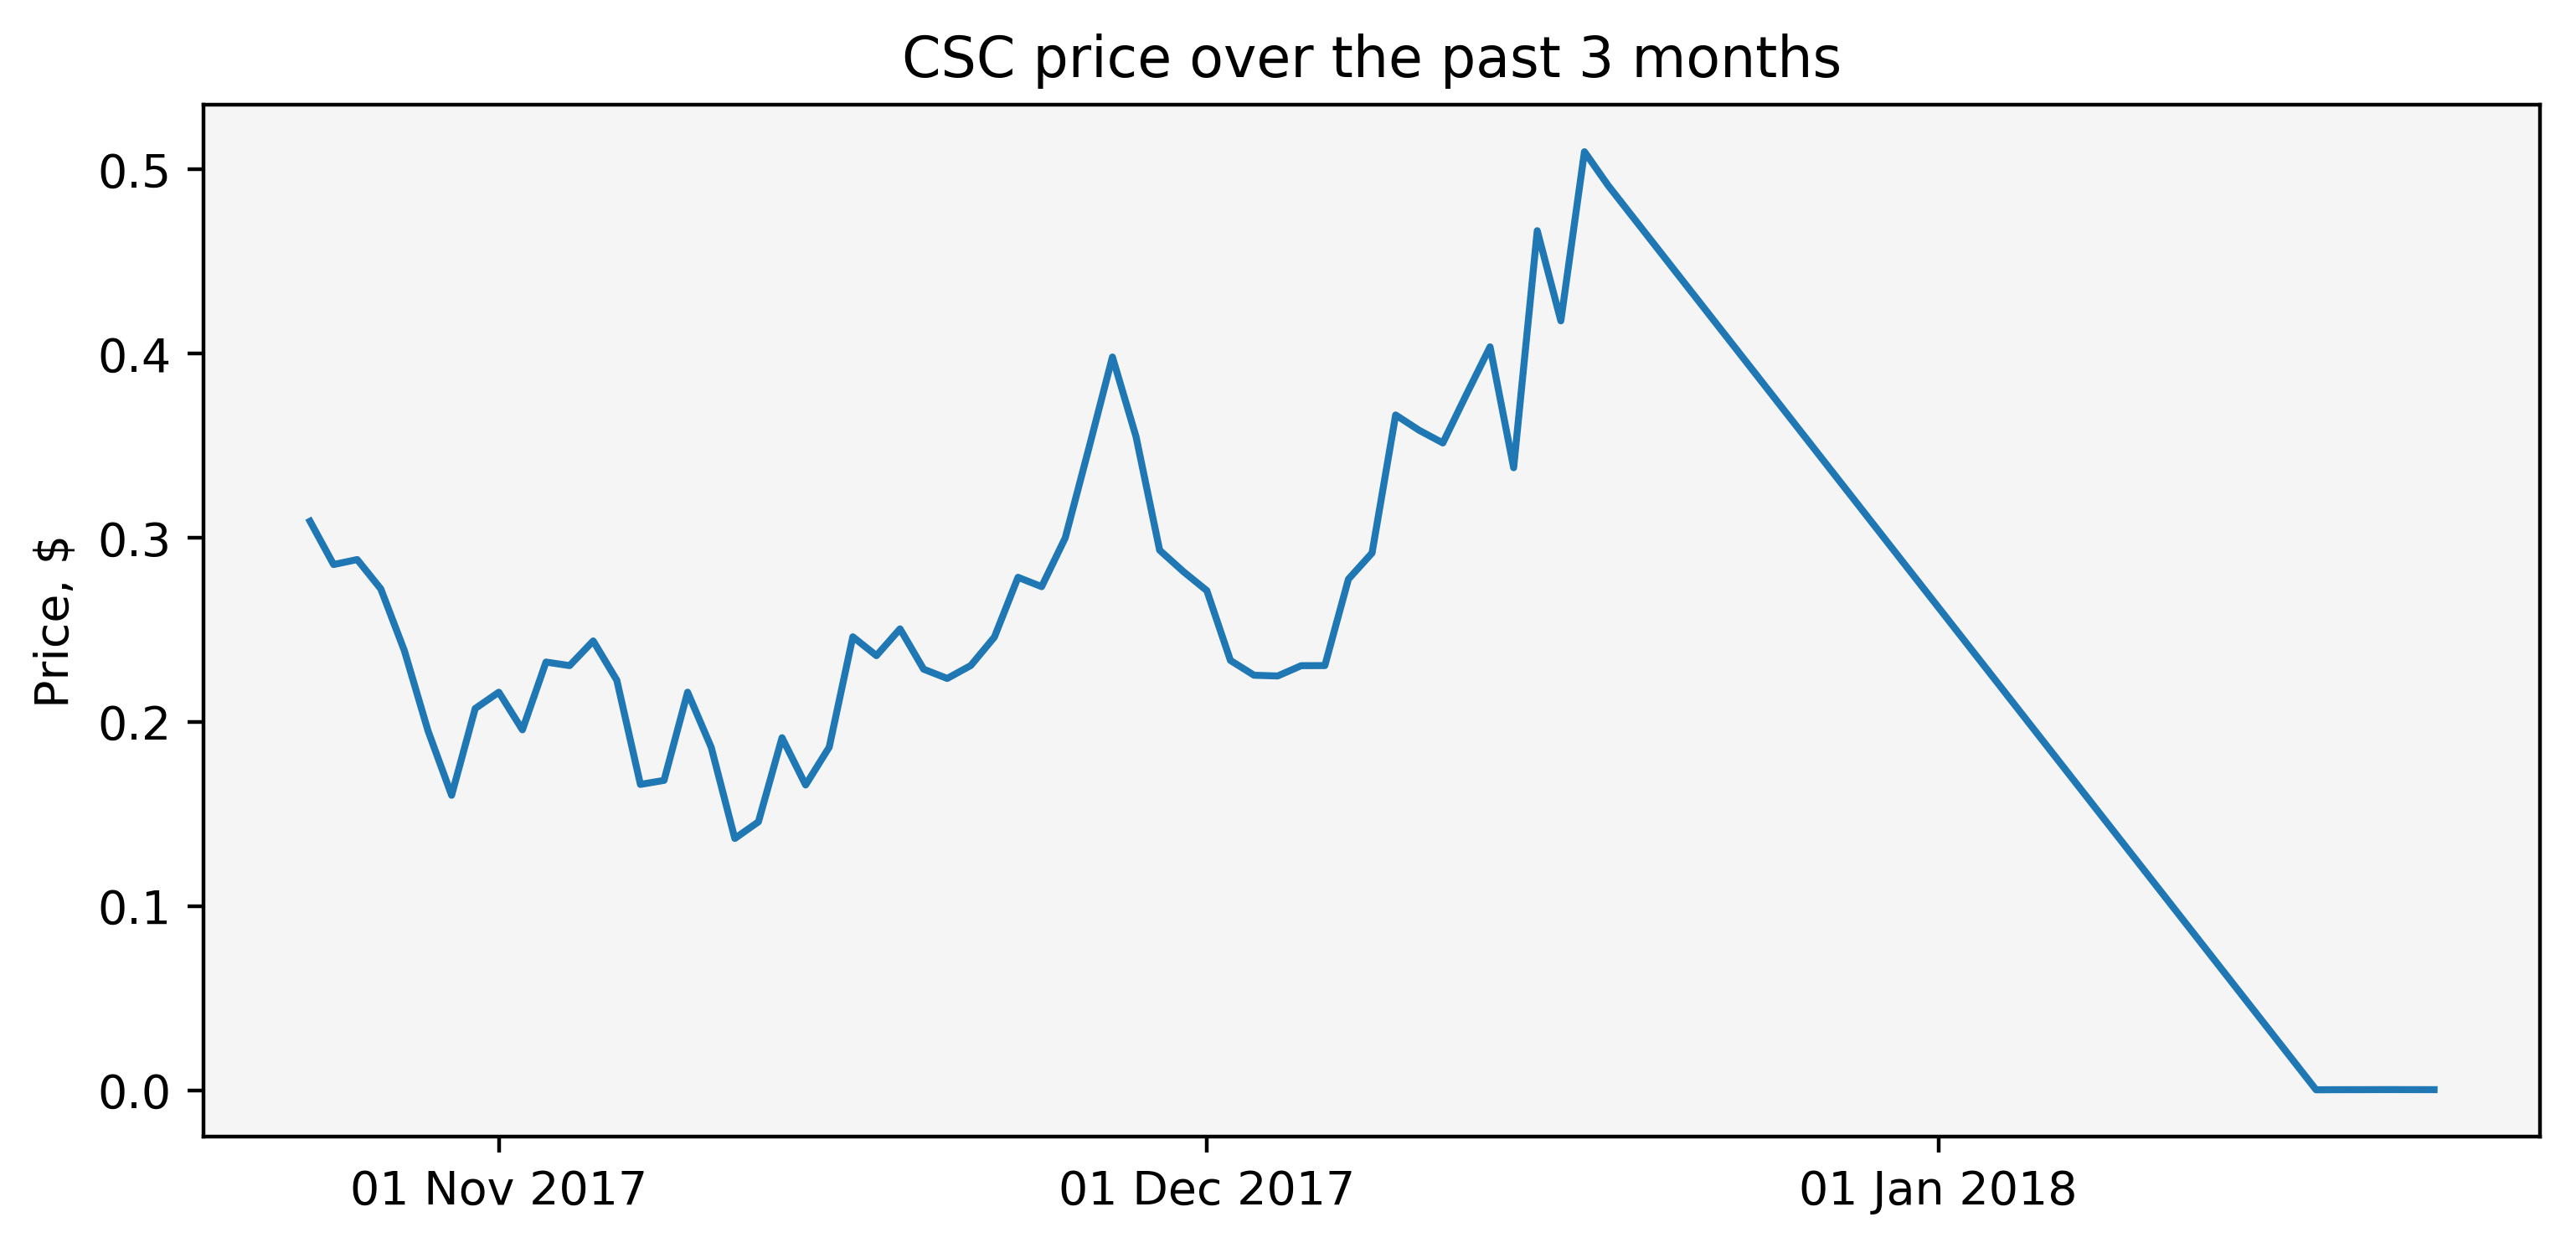 CSC price over the past 3 months
Price, $
0.5
0.4
0.3
0.2
0.1
0.0
01 Nov 2017
01 Dec 2017
01 Jan 2018